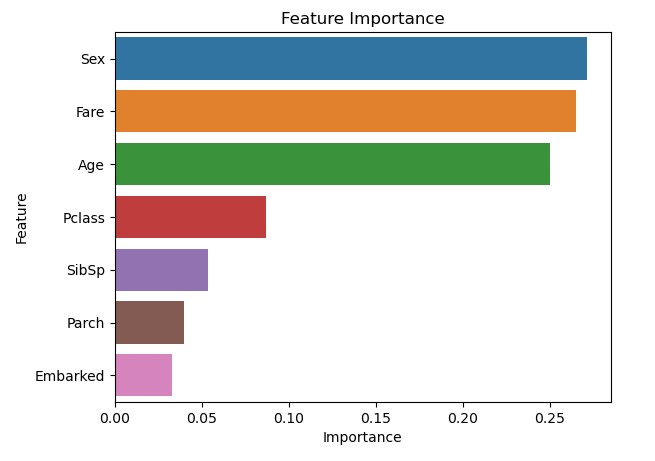 Feature Importance
Sex
Fare
Age
Pclass
SibSp
Parch
Embarked
Feature
0.00 0.05 0.10 0.15 0.20 0.25
Importance